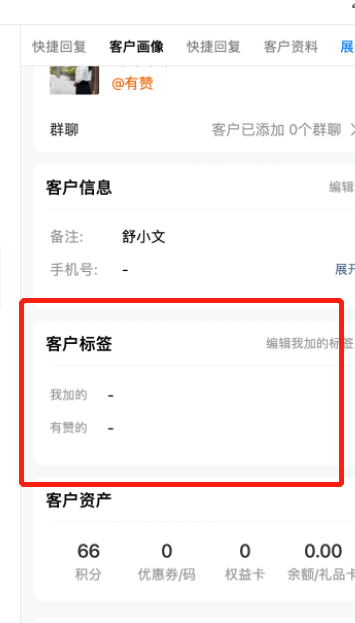 快捷回复 客户画像 快捷回复 客户资料 展
@有赞
群聊 客户已添加 0个群聊
客户信息 编辑
备注: 舒小文
手机号: - 展开
客户标签 编辑我加的标签
我加的 -
有赞的 -
客户资产
66 0 0 0.00
积分 优惠券/码 权益卡 余额/礼品卡